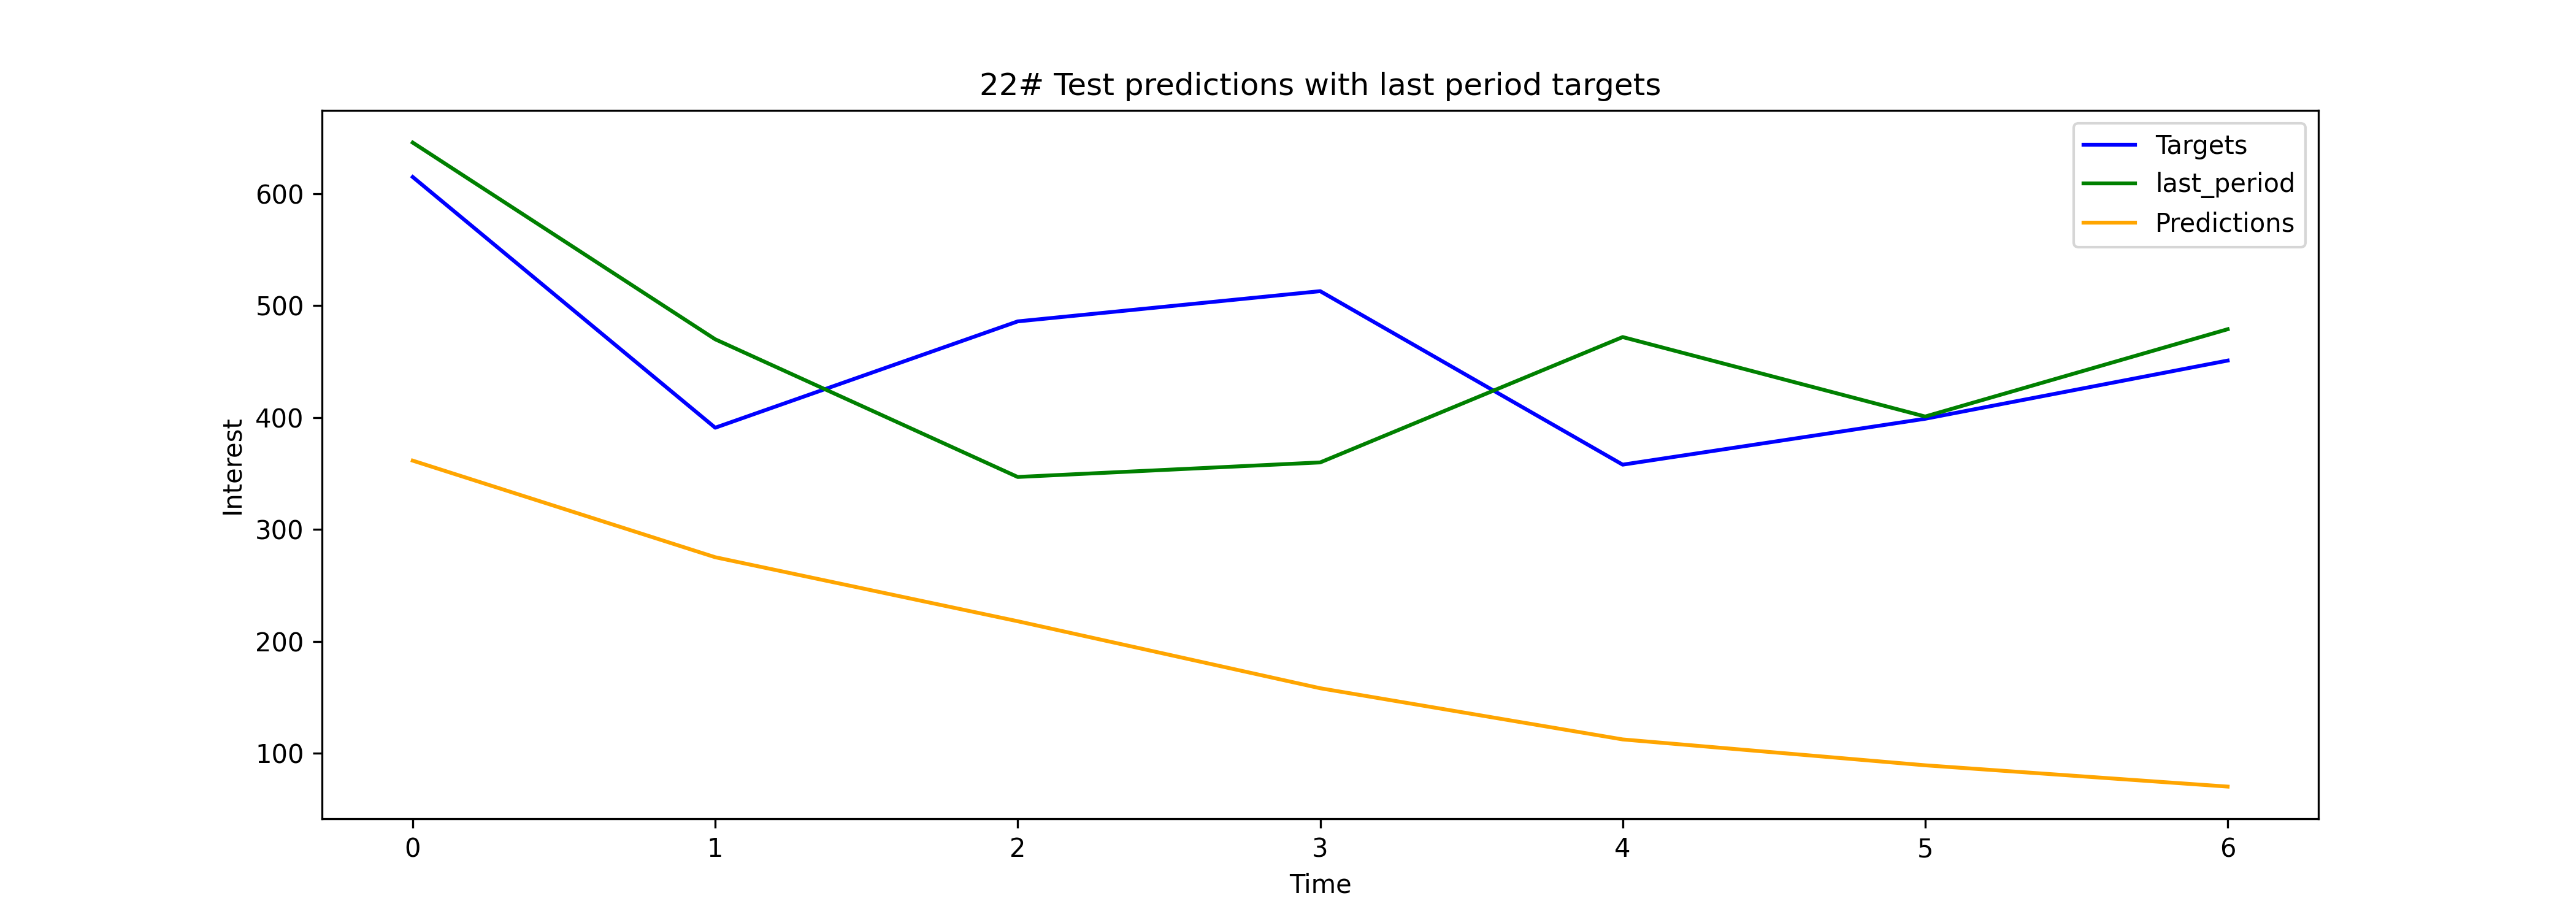 22# Test predictions with last period targets
Targets
last_period
Predictions
Interest
600
500
400
300
200
100
0 1 2 3 4 5 6
Time